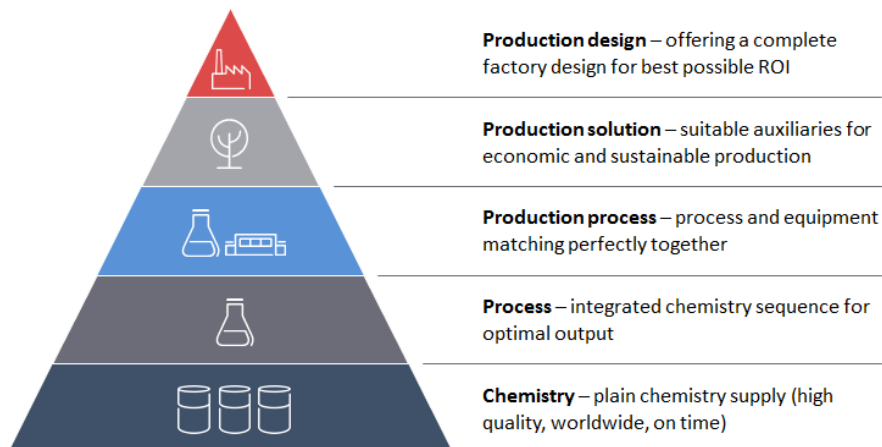 Production design – offering a complete
factory design for best possible ROI
Production solution – suitable auxiliaries for
economic and sustainable production
Production process – process and equipment
matching perfectly together
Process – integrated chemistry sequence for
optimal output
Chemistry – plain chemistry supply (high
quality, worldwide, on time)